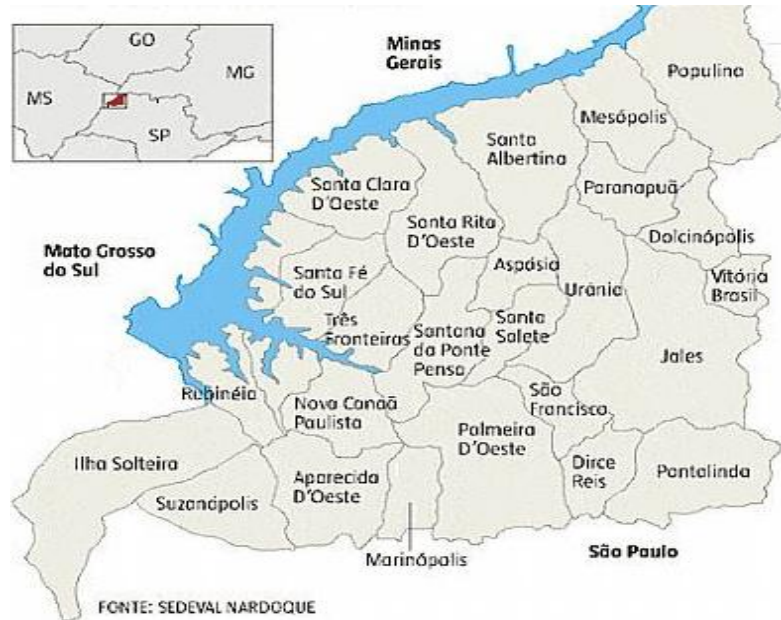 GO
MS
MG
SP
Minas
Gerais
Populina
Mesópolis
Santa
Albertina
Paranapuã
Santa Clara
D'Oeste
Santa Rita
D'Oeste
Dolcinópolis
Mato Grosso
do Sul
Santa Fé
do Sul
Aspásia
Urânia
Vitória
Brasil
Três
Fronteiras
Santana
da Ponte
Pensa
Santa
Salete
Jales
Rubinéia
Nova Canaã
Paulista
São
Francisco
Palmeira
D'Oeste
Ilha Solteira
Aparecida
D'Oeste
Dirce
Reis
Pontalinda
Suzanápolis
Marinópolis
São Paulo
FONTE: SEDEVAL NARDOQUE